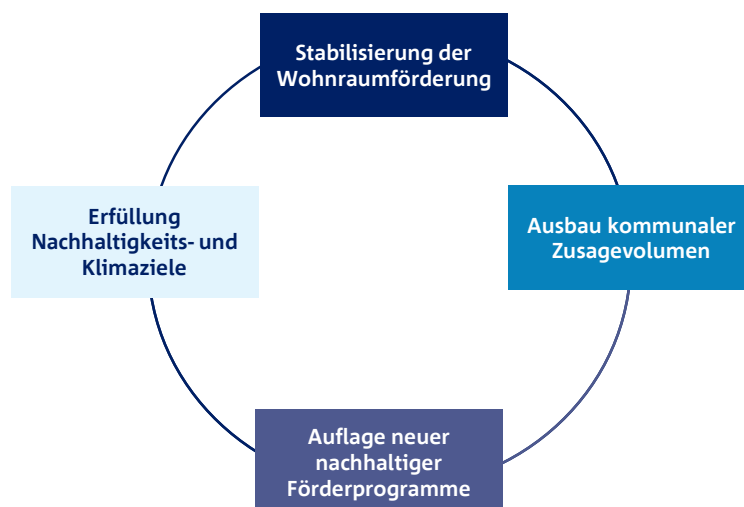 Stabilisierung der
Wohnraumförderung
Ausbau kommunaler
Zusagevolumen
Auflage neuer
nachhaltiger
Förderprogramme
Erfüllung
Nachhaltigkeits- und
Klimaziele